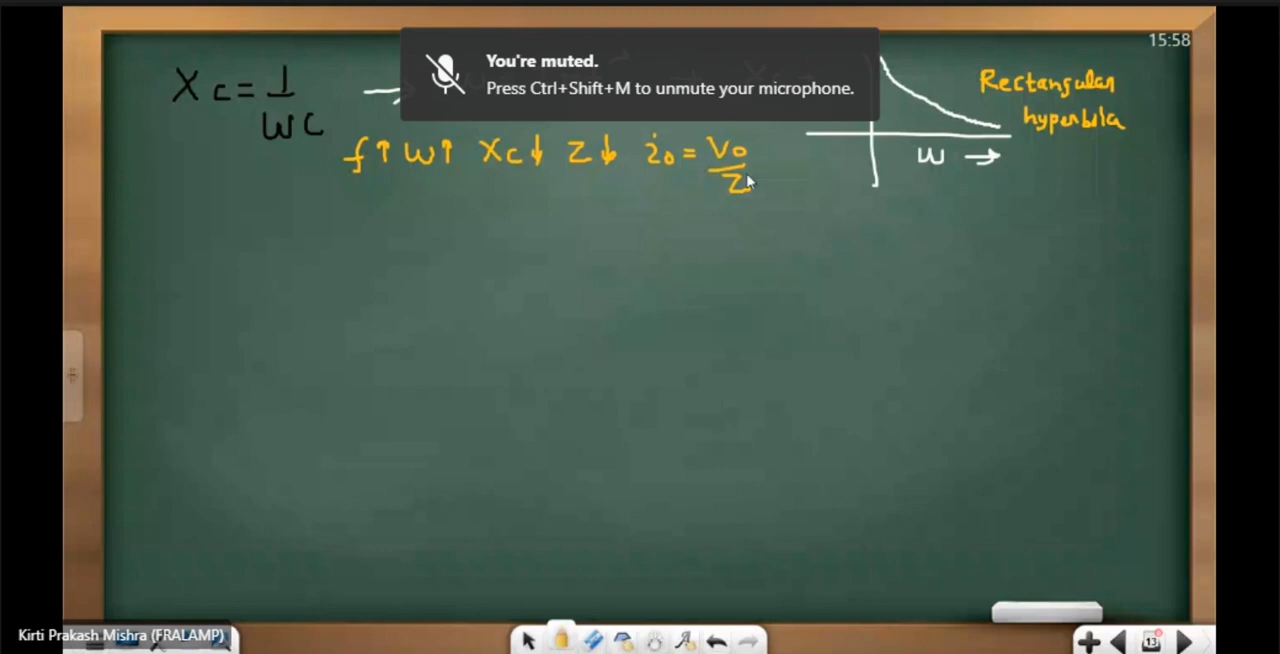 15:58
You're muted.
Press Ctrl+Shift+M to unmute your microphone.
Xc = 1/WC →
Rectangular
hyperbola
f↑ W↑ Xc↓ Z↓ i₀ = V₀/Z
W →
Kirti Prakash Mishra (FRALAMP)
13